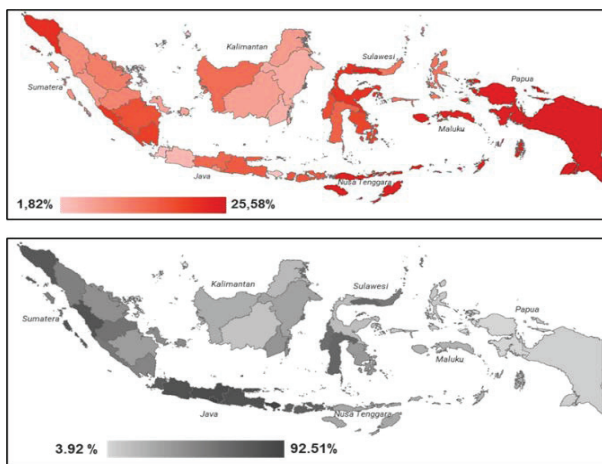 Kalimantan
Sulawesi
Sumatera
Papua
Maluku
Java
Nusa Tenggara
1,82%
25,58%
Kalimantan
Sulawesi
Sumatera
Papua
Maluku
Java
Nusa Tenggara
3.92 %
92.51%